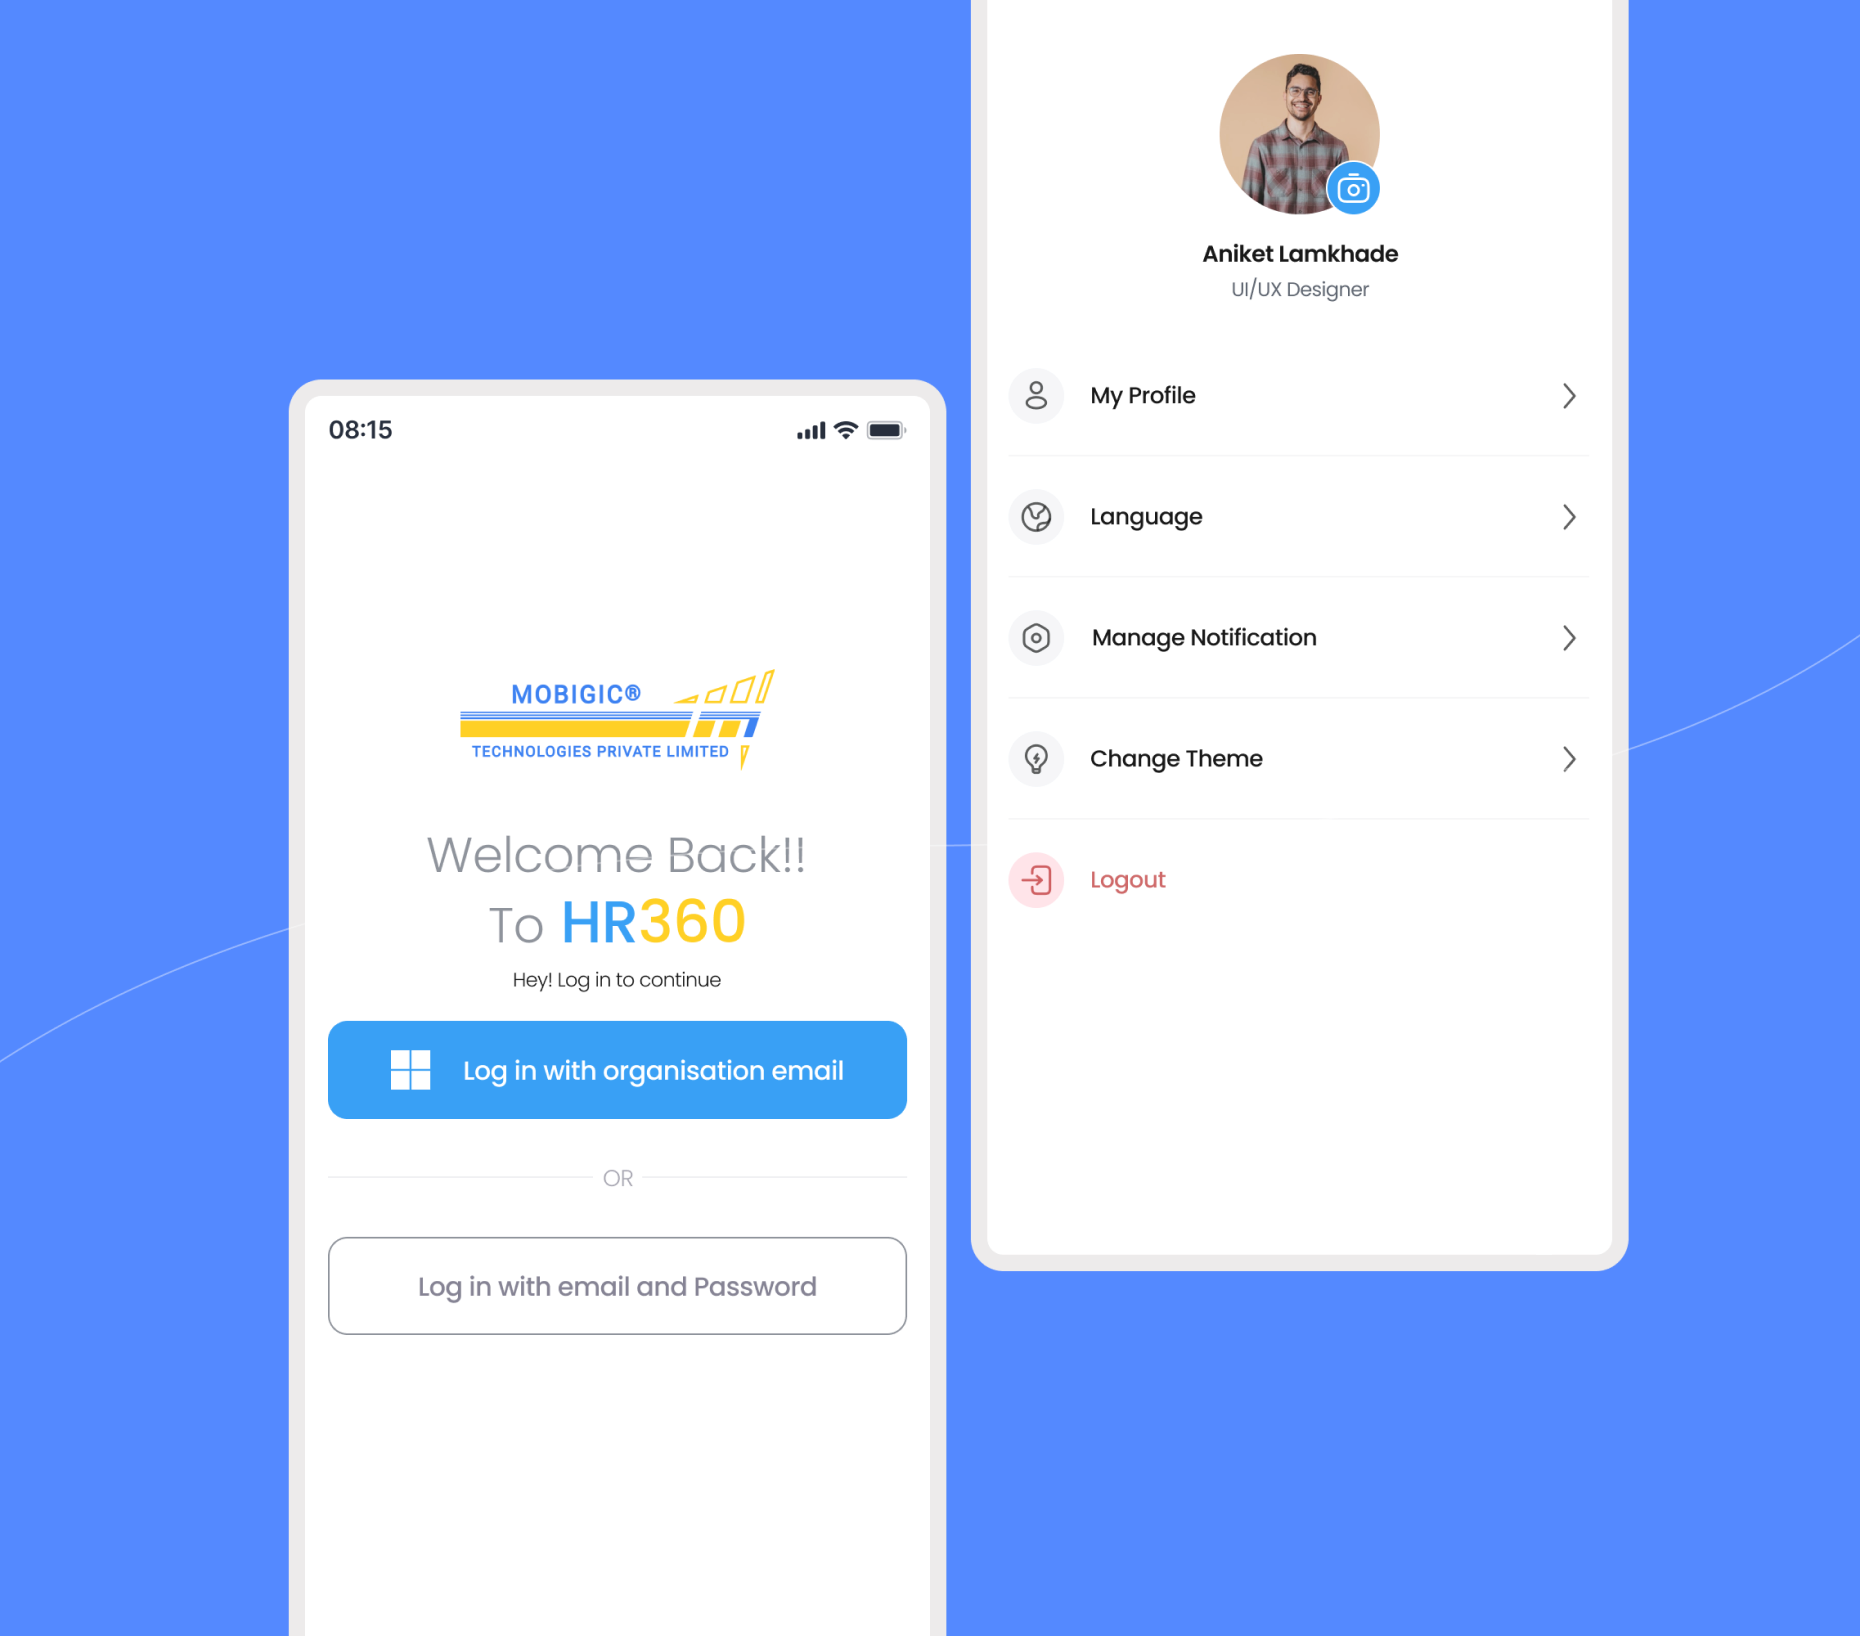 08:15
MOBIGIC®
TECHNOLOGIES PRIVATE LIMITED
Welcome Back!!
To HR360
Hey! Log in to continue
Log in with organisation email
OR
Log in with email and Password
Aniket Lamkhade
UI/UX Designer
My Profile
Language
Manage Notification
Change Theme
Logout